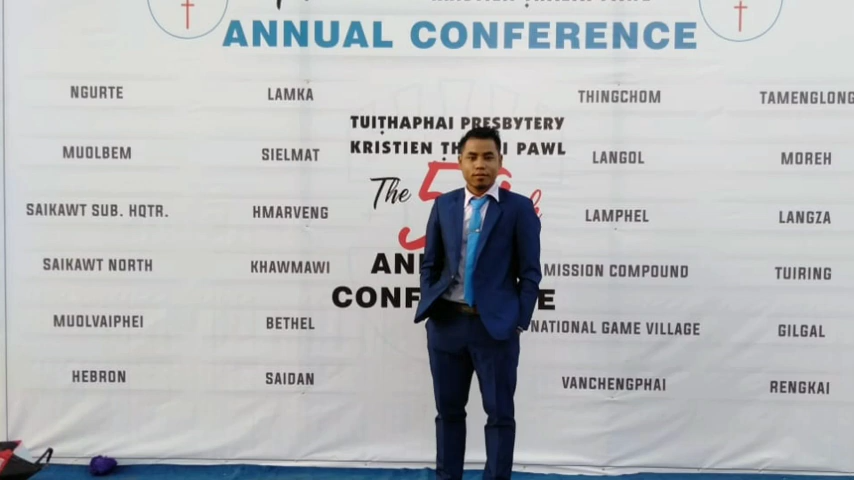 ANNUAL CONFERENCE
NGURTE
LAMKA
THINGCHOM
TAMENGLONG
TUIṬHAPHAI PRESBYTERY
KRISTIEN
PAWL
MUOLBEM
SIELMAT
LANGOL
MOREH
The
SAIKAWT SUB. HQTR.
HMARVENG
LAMPHEL
LANGZA
SAIKAWT NORTH
KHAWMAWI
MISSION COMPOUND
TUIRING
MUOLVAIPHEI
BETHEL
NATIONAL GAME VILLAGE
GILGAL
HEBRON
SAIDAN
VANCHENGPHAI
RENGKAI